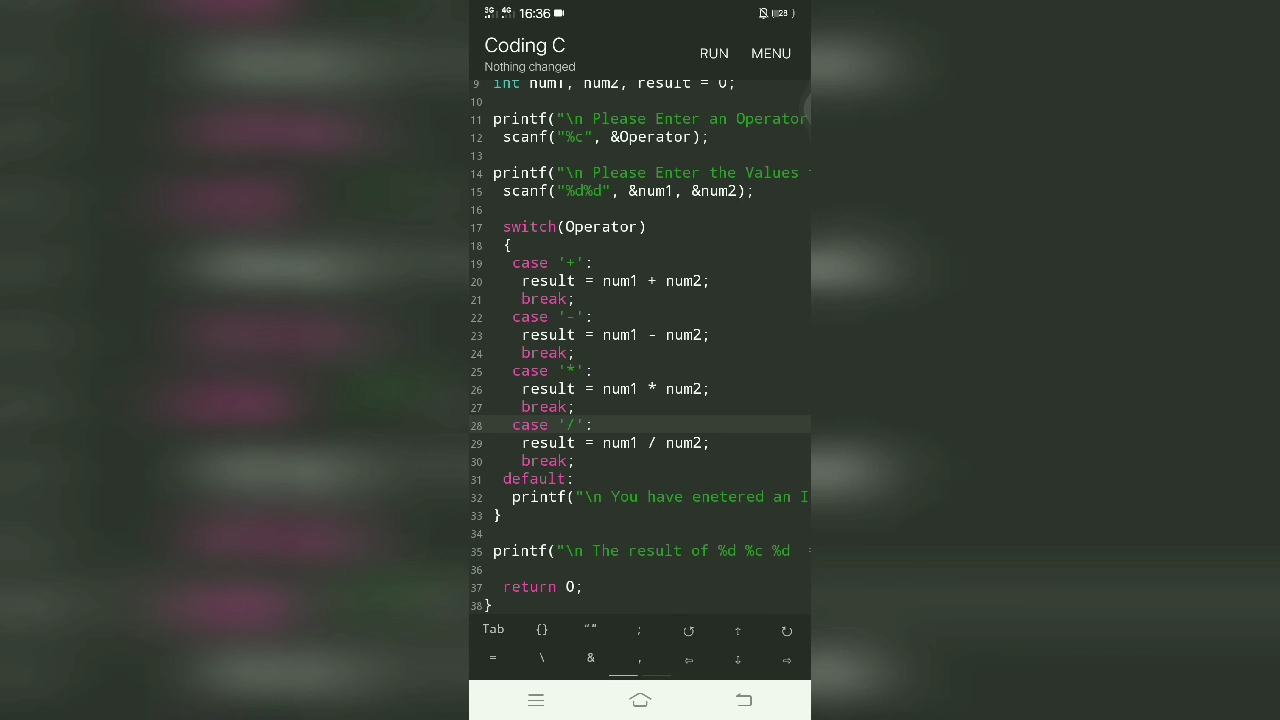 3G 4G 16:36 28
Coding C
Nothing changed
RUN MENU
9 int num1, num2, result = 0;
10
11 printf("\n Please Enter an Operator
12 scanf("%c", &Operator);
13
14 printf("\n Please Enter the Values
15 scanf("%d%d", &num1, &num2);
16
17 switch(Operator)
18 {
19 case '+':
20 result = num1 + num2;
21 break;
22 case '-':
23 result = num1 - num2;
24 break;
25 case '*':
26 result = num1 * num2;
27 break;
28 case '/':
29 result = num1 / num2;
30 break;
31 default:
32 printf("\n You have enetered an I
33 }
34
35 printf("\n The result of %d %c %d =
36
37 return 0;
38 }
Tab {} "" ; ↺ ⇧ ↻
= \ & , ⇦ ⇩ ⇨